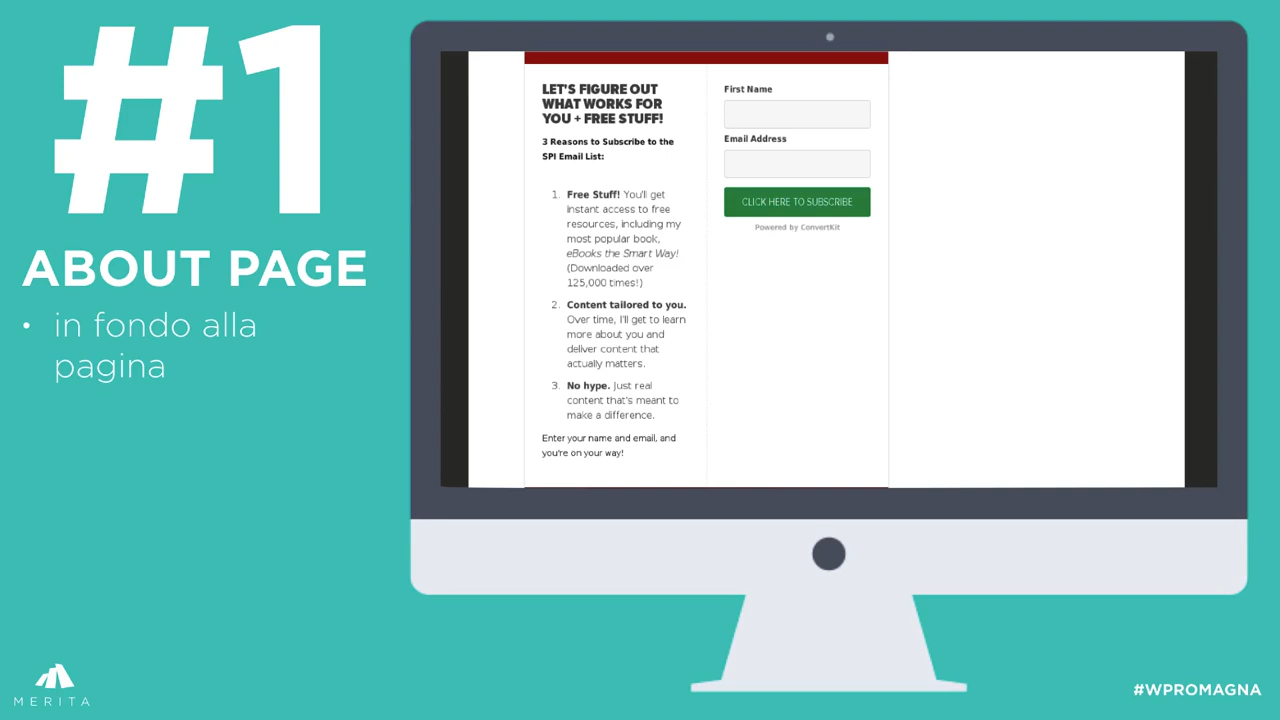 #1
ABOUT PAGE
• in fondo alla
pagina
LET'S FIGURE OUT
WHAT WORKS FOR
YOU + FREE STUFF!
3 Reasons to Subscribe to the
SPI Email List:
1. Free Stuff! You'll get
instant access to free
resources, including my
most popular book,
eBooks the Smart Way!
(Downloaded over
125,000 times!)
2. Content tailored to you.
Over time, I'll get to learn
more about you and
deliver content that
actually matters.
3. No hype. Just real
content that's meant to
make a difference.
Enter your name and email, and
you're on your way!
First Name
Email Address
CLICK HERE TO SUBSCRIBE
Powered by ConvertKit
MERITA
#WPROMAGNA